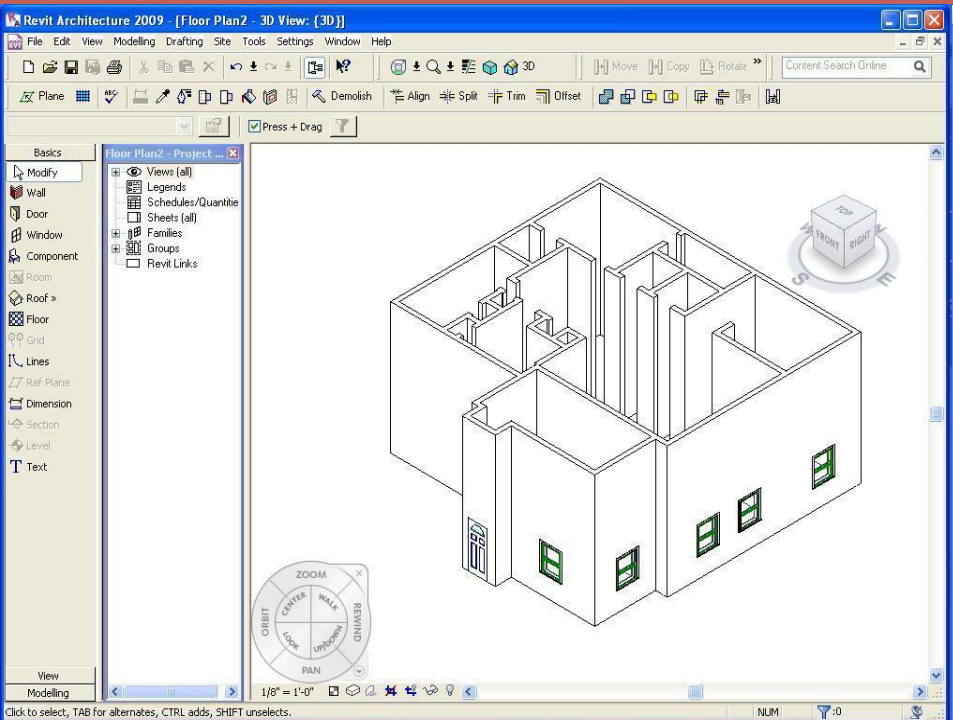 Revit Architecture 2009 - [Floor Plan2 - 3D View: {3D}]
File Edit View Modelling Drafting Site Tools Settings Window Help
3D Move Copy Rotate » Content Search Online
Plane ABC Demolish Align Split Trim Offset
Press + Drag
Basics
Modify
Wall
Door
Window
Component
Room
Roof »
Floor
Grid
Lines
Ref Plane
Dimension
Section
Level
Text
View
Modelling
Floor Plan2 - Project ...
Views (all)
Legends
Schedules/Quantitie
Sheets (all)
Families
Groups
Revit Links
TOP
FRONT RIGHT
S E
ZOOM
CENTER WALK
ORBIT REWIND
LOOK UP/DOWN
PAN
1/8" = 1'-0"
Click to select, TAB for alternates, CTRL adds, SHIFT unselects.
NUM :0